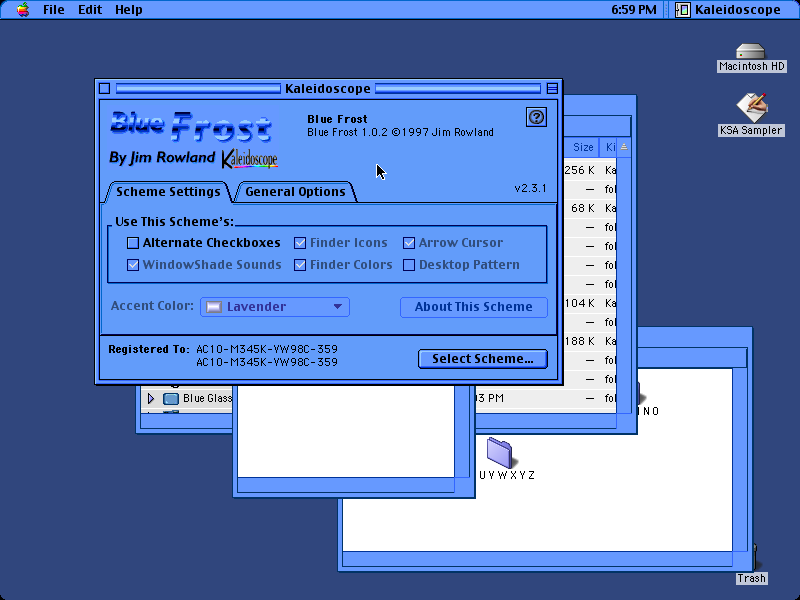 File Edit Help
6:59 PM Kaleidoscope
Macintosh HD
KSA Sampler
Kaleidoscope
Blue Frost
By Jim Rowland Kaleidoscope
Blue Frost
Blue Frost 1.0.2 ©1997 Jim Rowland
?
v2.3.1
Scheme Settings General Options
Use This Scheme's:
Alternate Checkboxes Finder Icons Arrow Cursor
WindowShade Sounds Finder Colors Desktop Pattern
Accent Color: Lavender About This Scheme
Registered To: AC10-M345K-VW98C-359
AC10-M345K-VW98C-359
Select Scheme...
Size Ki
256 K Ka
— fol
68 K Ka
— fol
— fol
— fol
— fol
104 K Ka
— fol
188 K Ka
— fol
— fol
Blue Glass 03 PM — fol
N O
U V W X Y Z
Trash